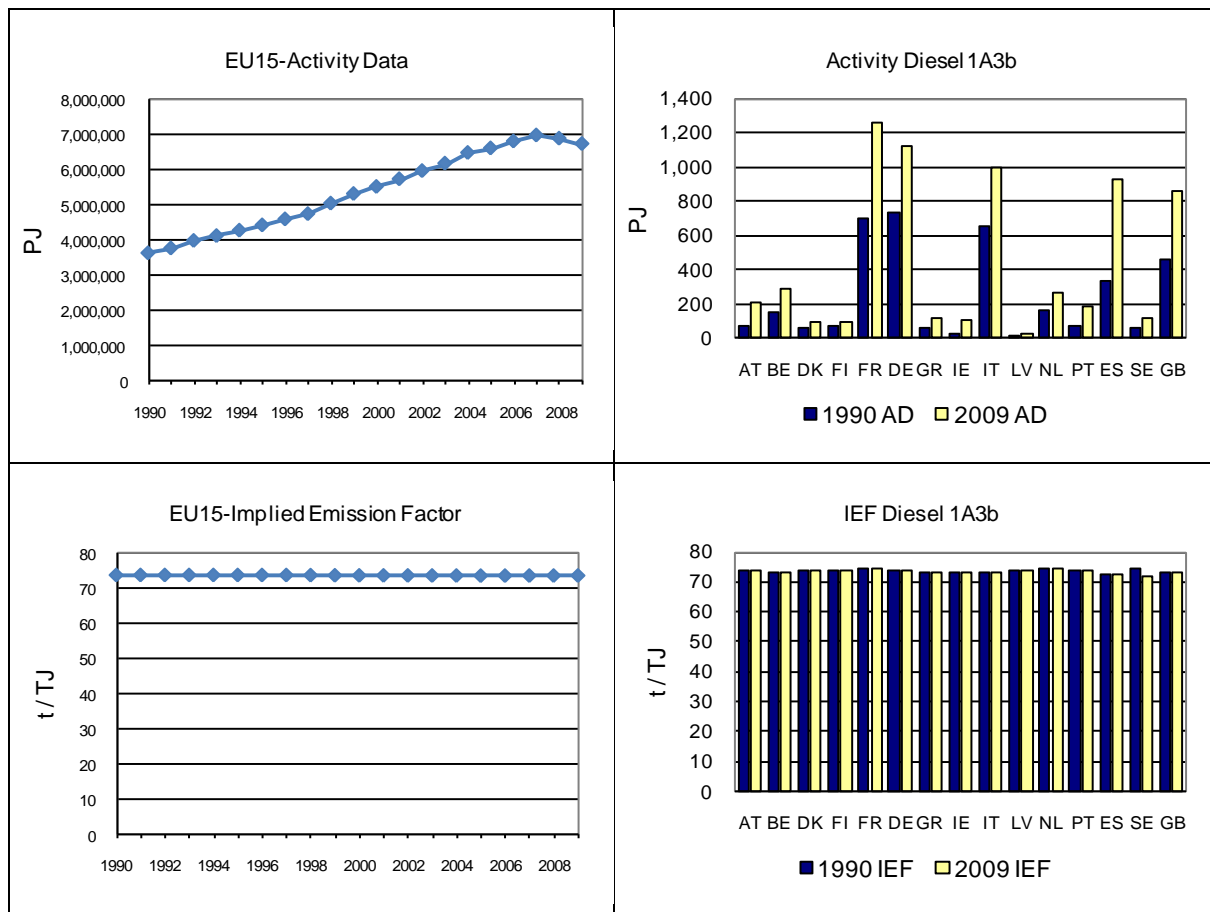 EU15-Activity Data
8,000,000
7,000,000
6,000,000
5,000,000
4,000,000
3,000,000
2,000,000
1,000,000
0
PJ
1990 1992 1994 1996 1998 2000 2002 2004 2006 2008
Activity Diesel 1A3b
1,400
1,200
1,000
800
600
400
200
0
PJ
AT BE DK FI FR DE GR IE IT LV NL PT ES SE GB
1990 AD 2009 AD
EU15-Implied Emission Factor
80
70
60
50
40
30
20
10
0
t / TJ
1990 1992 1994 1996 1998 2000 2002 2004 2006 2008
IEF Diesel 1A3b
80
70
60
50
40
30
20
10
0
t / TJ
AT BE DK FI FR DE GR IE IT LV NL PT ES SE GB
1990 IEF 2009 IEF